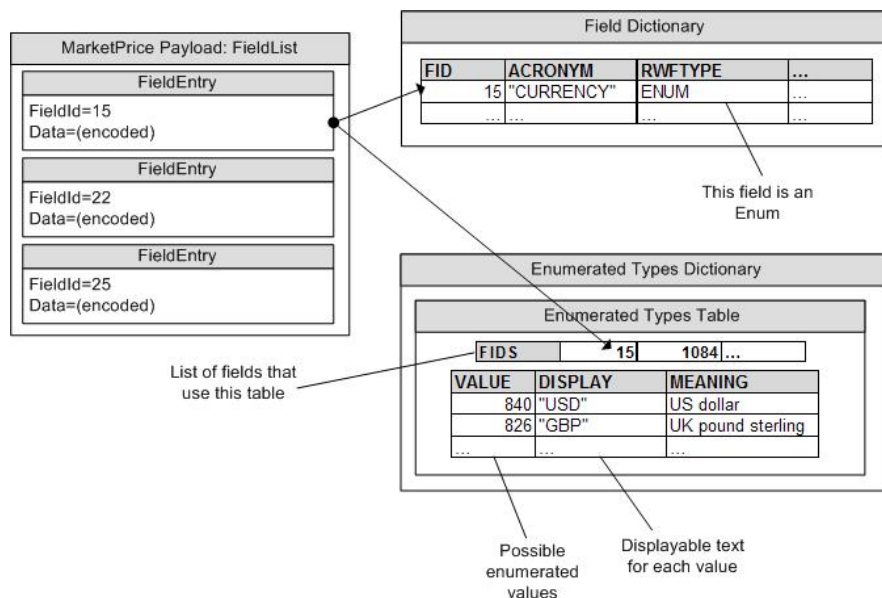 MarketPrice Payload: FieldList
FieldEntry
FieldId=15
Data=(encoded)
FieldEntry
FieldId=22
Data=(encoded)
FieldEntry
FieldId=25
Data=(encoded)
Field Dictionary
FID ACRONYM RWFTYPE ...
15 "CURRENCY" ENUM ...
... ... ... ...
This field is an
Enum
Enumerated Types Dictionary
Enumerated Types Table
FIDS 15 1084 ...
List of fields that
use this table
VALUE DISPLAY MEANING
840 "USD" US dollar
826 "GBP" UK pound sterling
... ... ...
Possible
enumerated
values
Displayable text
for each value